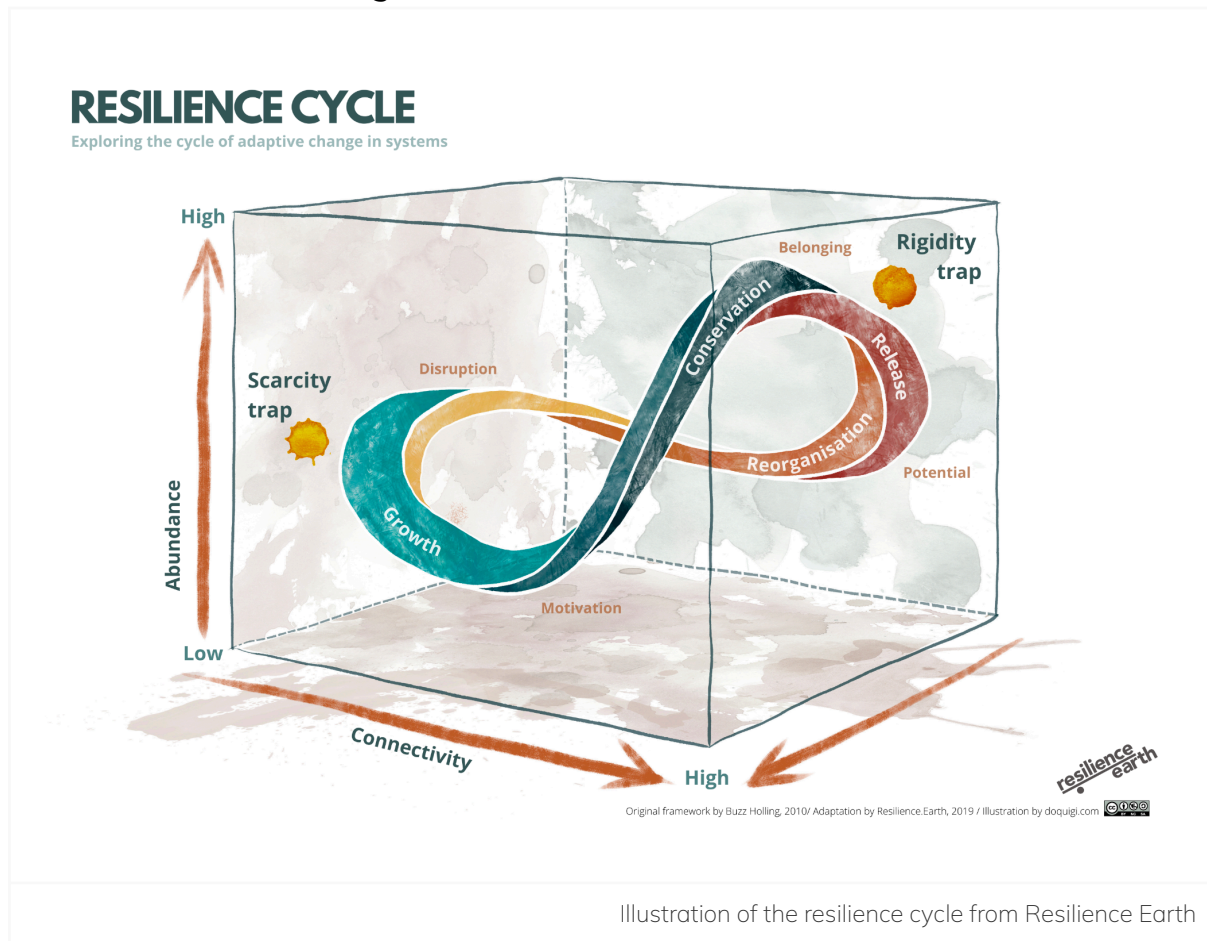 RESILIENCE CYCLE
Exploring the cycle of adaptive change in systems
High
Belonging
Rigidity
trap
Conservation
Release
Disruption
Scarcity
trap
Reorganisation
Potential
Growth
Abundance
Motivation
Low
Connectivity
High
resilience
earth
Original framework by Buzz Holling, 2010/ Adaptation by Resilience.Earth, 2019 / Illustration by doquigi.com
Illustration of the resilience cycle from Resilience Earth